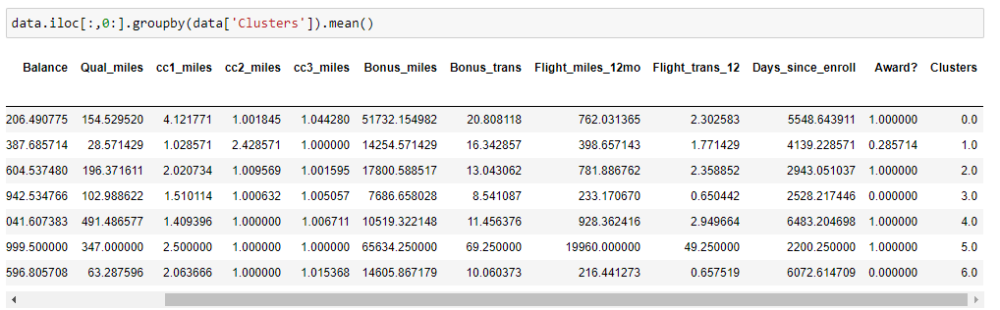 data.iloc[:,0:].groupby(data['Clusters']).mean()
Balance Qual_miles cc1_miles cc2_miles cc3_miles Bonus_miles Bonus_trans Flight_miles_12mo Flight_trans_12 Days_since_enroll Award? Clusters
206.490775 154.529520 4.121771 1.001845 1.044280 51732.154982 20.808118 762.031365 2.302583 5548.643911 1.000000 0.0
387.685714 28.571429 1.028571 2.428571 1.000000 14254.571429 16.342857 398.657143 1.771429 4139.228571 0.285714 1.0
604.537480 196.371611 2.020734 1.009569 1.001595 17800.588517 13.043062 781.886762 2.358852 2943.051037 1.000000 2.0
942.534766 102.988622 1.510114 1.000632 1.005057 7686.658028 8.541087 233.170670 0.650442 2528.217446 0.000000 3.0
041.607383 491.486577 1.409396 1.000000 1.006711 10519.322148 11.456376 928.362416 2.949664 6483.204698 1.000000 4.0
999.500000 347.000000 2.500000 1.000000 1.000000 65634.250000 69.250000 19960.000000 49.250000 2200.250000 1.000000 5.0
596.805708 63.287596 2.063666 1.000000 1.015368 14605.867179 10.060373 216.441273 0.657519 6072.614709 0.000000 6.0